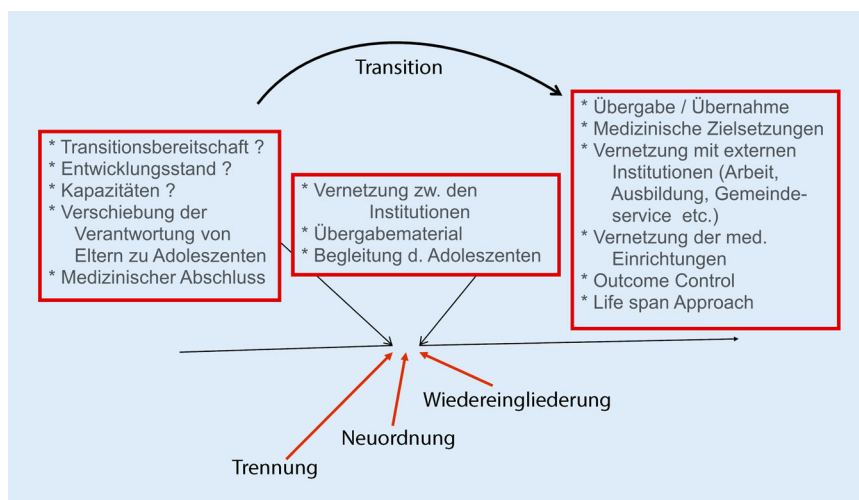 Transition
* Transitionsbereitschaft ?
* Entwicklungsstand ?
* Kapazitäten ?
* Verschiebung der
Verantwortung von
Eltern zu Adoleszenten
* Medizinischer Abschluss
* Vernetzung zw. den
Institutionen
* Übergabematerial
* Begleitung d. Adoleszenten
* Übergabe / Übernahme
* Medizinische Zielsetzungen
* Vernetzung mit externen
Institutionen (Arbeit,
Ausbildung, Gemeinde-
service etc.)
* Vernetzung der med.
Einrichtungen
* Outcome Control
* Life span Approach
Trennung
Neuordnung
Wiedereingliederung